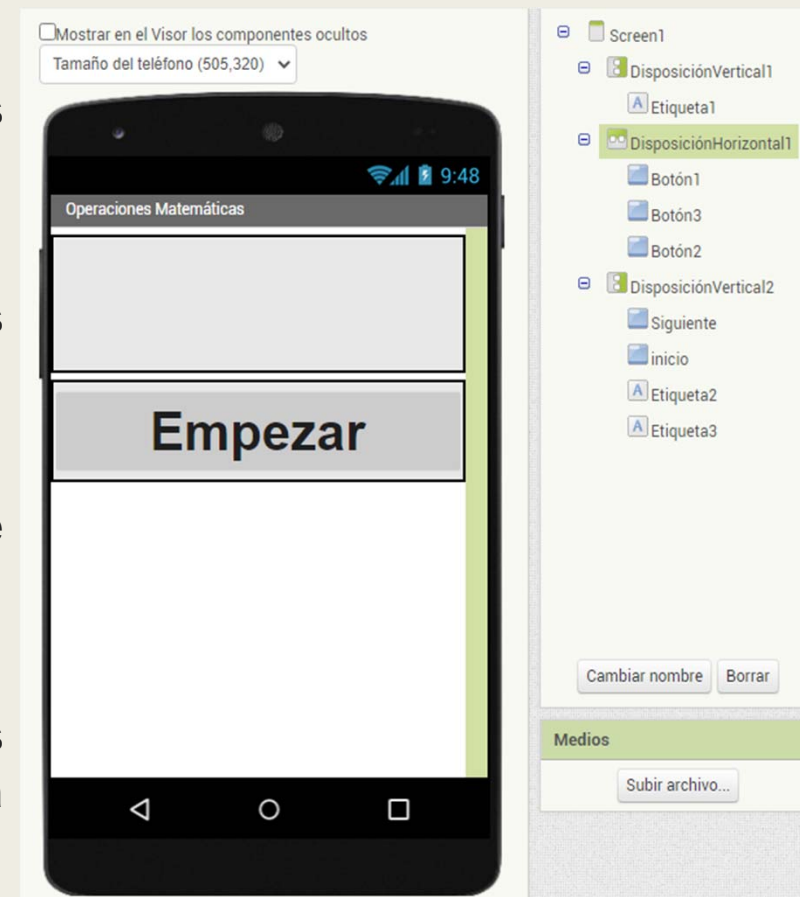 Mostrar en el Visor los componentes ocultos
Tamaño del teléfono (505,320)
9:48
Operaciones Matemáticas
Empezar
Screen1
DisposiciónVertical1
A Etiqueta1
DisposiciónHorizontal1
Botón1
Botón3
Botón2
DisposiciónVertical2
Siguiente
inicio
A Etiqueta2
A Etiqueta3
Cambiar nombre Borrar
Medios
Subir archivo...